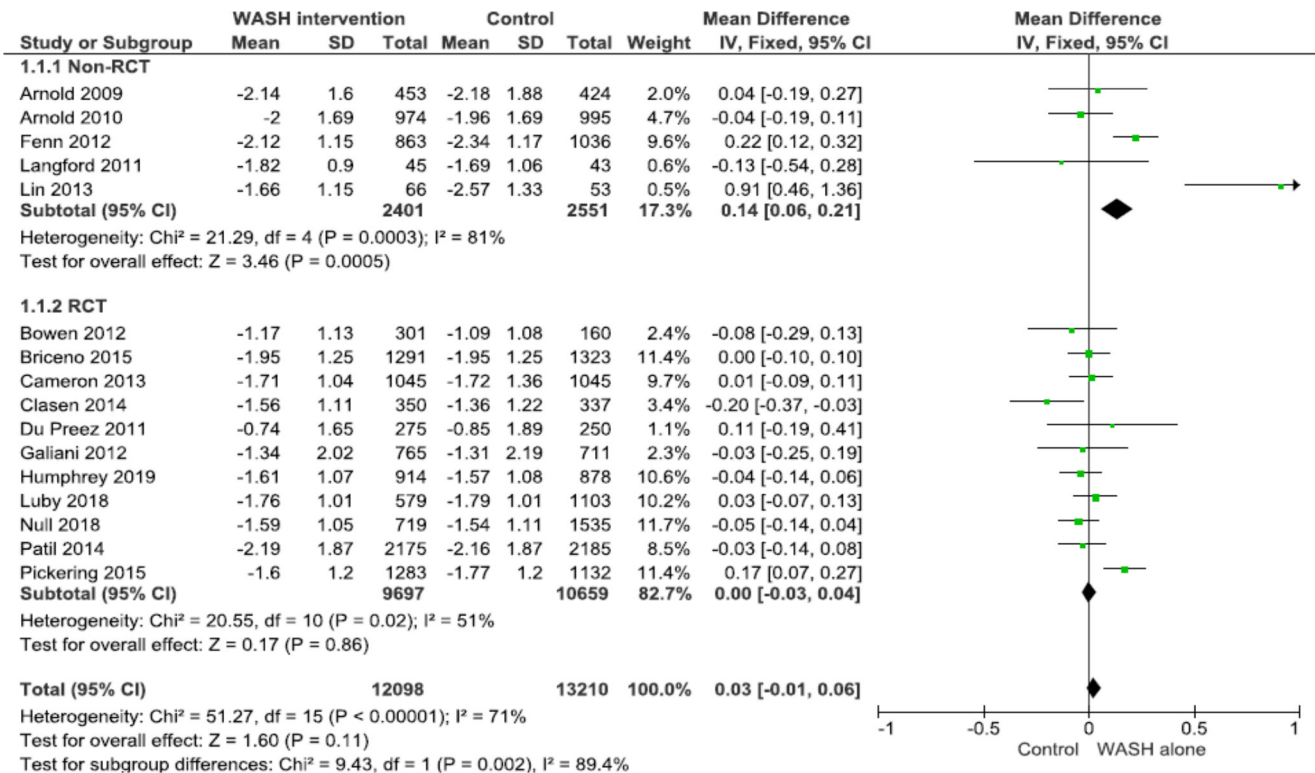 WASH intervention Control Mean Difference Mean Difference
Study or Subgroup Mean SD Total Mean SD Total Weight IV, Fixed, 95% CI IV, Fixed, 95% CI
1.1.1 Non-RCT
Arnold 2009 -2.14 1.6 453 -2.18 1.88 424 2.0% 0.04 [-0.19, 0.27]
Arnold 2010 -2 1.69 974 -1.96 1.69 995 4.7% -0.04 [-0.19, 0.11]
Fenn 2012 -2.12 1.15 863 -2.34 1.17 1036 9.6% 0.22 [0.12, 0.32]
Langford 2011 -1.82 0.9 45 -1.69 1.06 43 0.6% -0.13 [-0.54, 0.28]
Lin 2013 -1.66 1.15 66 -2.57 1.33 53 0.5% 0.91 [0.46, 1.36]
Subtotal (95% CI) 2401 2551 17.3% 0.14 [0.06, 0.21]
Heterogeneity: Chi² = 21.29, df = 4 (P = 0.0003); I² = 81%
Test for overall effect: Z = 3.46 (P = 0.0005)
1.1.2 RCT
Bowen 2012 -1.17 1.13 301 -1.09 1.08 160 2.4% -0.08 [-0.29, 0.13]
Briceno 2015 -1.95 1.25 1291 -1.95 1.25 1323 11.4% 0.00 [-0.10, 0.10]
Cameron 2013 -1.71 1.04 1045 -1.72 1.36 1045 9.7% 0.01 [-0.09, 0.11]
Clasen 2014 -1.56 1.11 350 -1.36 1.22 337 3.4% -0.20 [-0.37, -0.03]
Du Preez 2011 -0.74 1.65 275 -0.85 1.89 250 1.1% 0.11 [-0.19, 0.41]
Galiani 2012 -1.34 2.02 765 -1.31 2.19 711 2.3% -0.03 [-0.25, 0.19]
Humphrey 2019 -1.61 1.07 914 -1.57 1.08 878 10.6% -0.04 [-0.14, 0.06]
Luby 2018 -1.76 1.01 579 -1.79 1.01 1103 10.2% 0.03 [-0.07, 0.13]
Null 2018 -1.59 1.05 719 -1.54 1.11 1535 11.7% -0.05 [-0.14, 0.04]
Patil 2014 -2.19 1.87 2175 -2.16 1.87 2185 8.5% -0.03 [-0.14, 0.08]
Pickering 2015 -1.6 1.2 1283 -1.77 1.2 1132 11.4% 0.17 [0.07, 0.27]
Subtotal (95% CI) 9697 10659 82.7% 0.00 [-0.03, 0.04]
Heterogeneity: Chi² = 20.55, df = 10 (P = 0.02); I² = 51%
Test for overall effect: Z = 0.17 (P = 0.86)
Total (95% CI) 12098 13210 100.0% 0.03 [-0.01, 0.06]
Heterogeneity: Chi² = 51.27, df = 15 (P < 0.00001); I² = 71%
Test for overall effect: Z = 1.60 (P = 0.11)
Test for subgroup differences: Chi² = 9.43, df = 1 (P = 0.002), I² = 89.4%
-1 -0.5 0 0.5 1
Control WASH alone